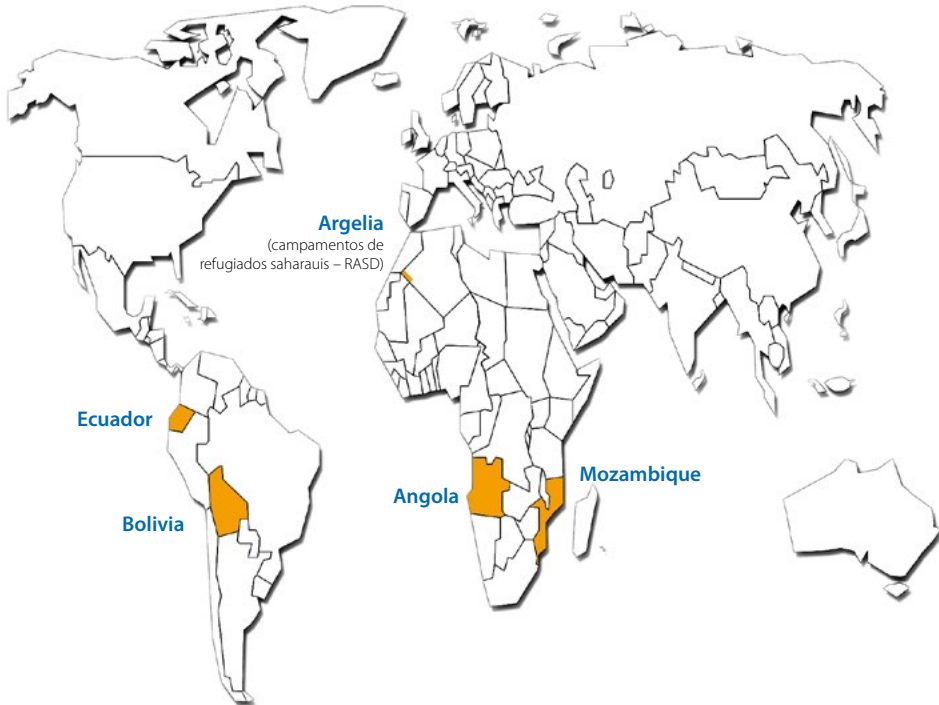 Argelia
(campamentos de
refugiados saharauis – RASD)
Ecuador
Mozambique
Angola
Bolivia